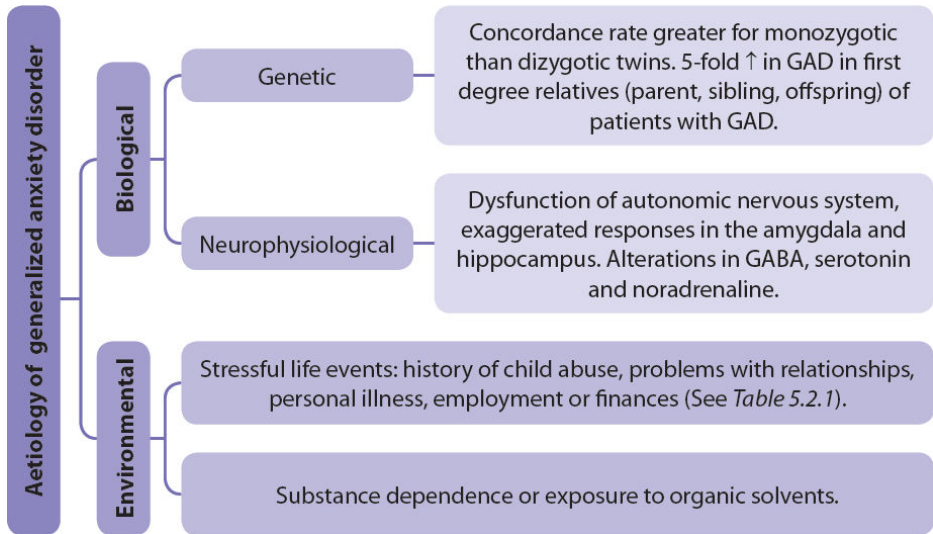 Aetiology of generalized anxiety disorder
Biological
Genetic
Concordance rate greater for monozygotic
than dizygotic twins. 5-fold ↑ in GAD in first
degree relatives (parent, sibling, offspring) of
patients with GAD.
Neurophysiological
Dysfunction of autonomic nervous system,
exaggerated responses in the amygdala and
hippocampus. Alterations in GABA, serotonin
and noradrenaline.
Environmental
Stressful life events: history of child abuse, problems with relationships,
personal illness, employment or finances (See Table 5.2.1).
Substance dependence or exposure to organic solvents.